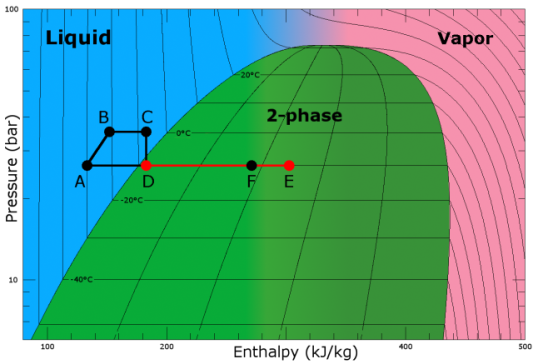 100
Liquid
Vapor
20°C
2-phase
B
C
0°C
A
D
F
E
-20°C
10
-40°C
Pressure (bar)
100
200
400
500
Enthalpy (kJ/kg)